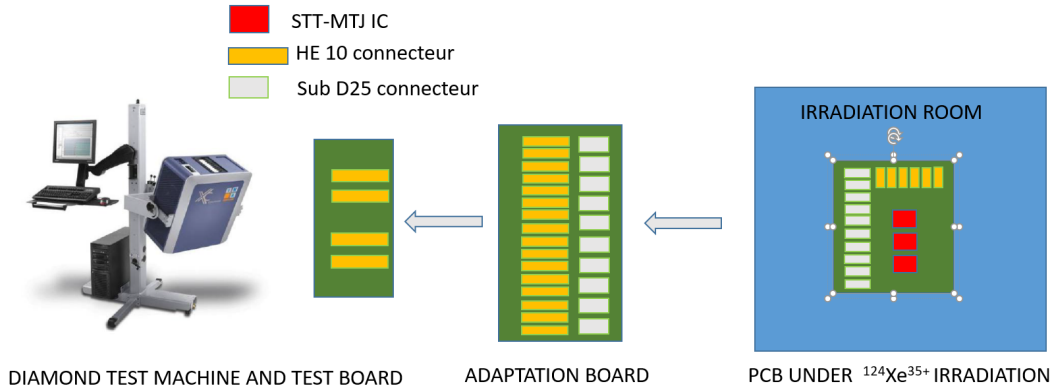 STT-MTJ IC
HE 10 connecteur
Sub D25 connecteur
IRRADIATION ROOM
DIAMOND TEST MACHINE AND TEST BOARD
ADAPTATION BOARD
PCB UNDER ¹²⁴Xe³⁵⁺ IRRADIATION